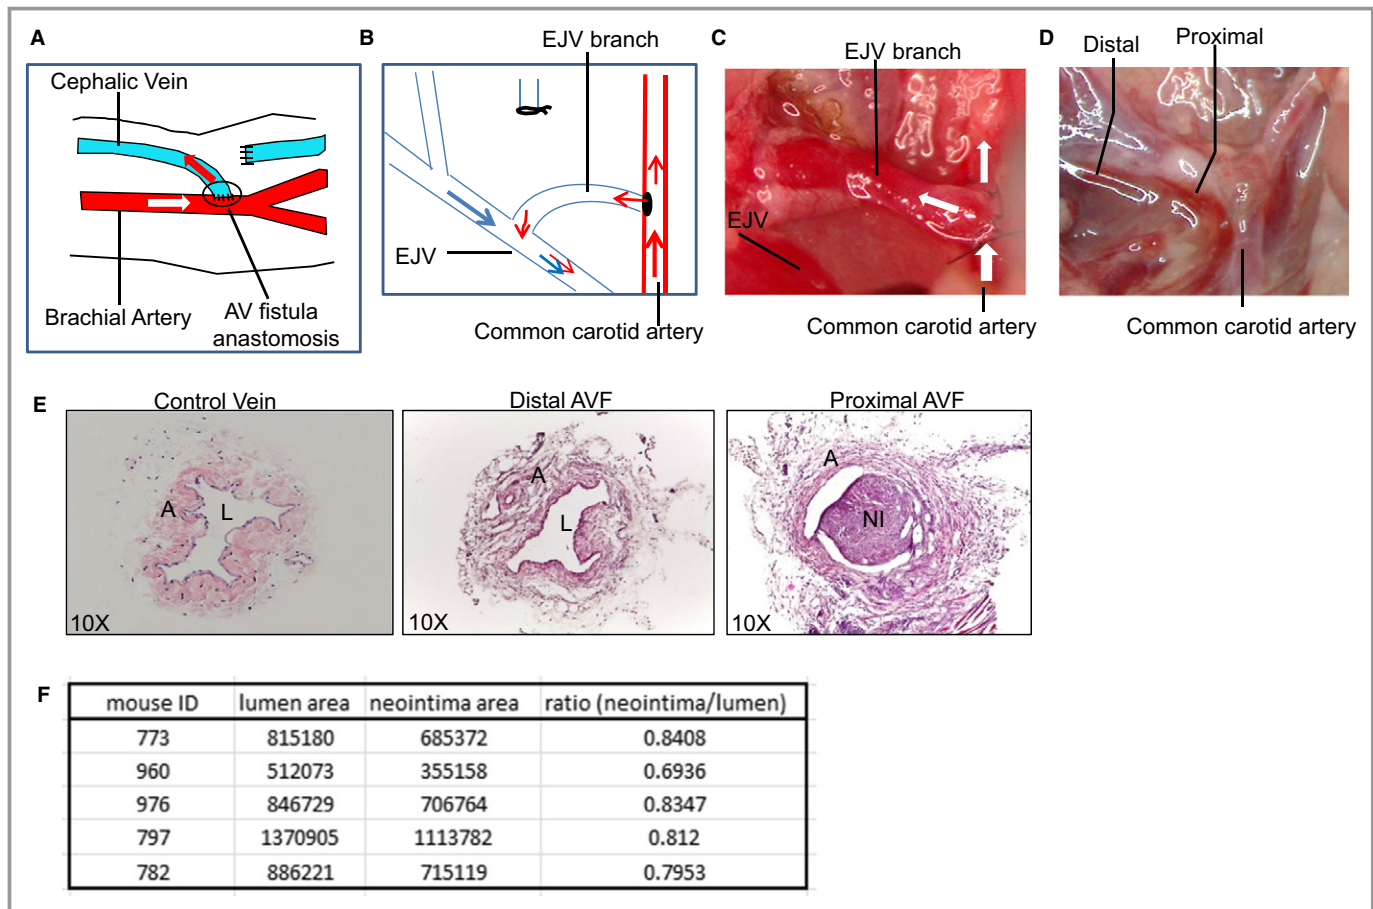 A
Cephalic Vein
Brachial Artery
AV fistula
anastomosis
B
EJV branch
EJV
Common carotid artery
C
EJV branch
EJV
Common carotid artery
D
Distal
Proximal
Common carotid artery
E
Control Vein
A
L
10X
Distal AVF
A
L
10X
Proximal AVF
A
NI
10X
F
mouse ID lumen area neointima area ratio (neointima/lumen)
773 815180 685372 0.8408
960 512073 355158 0.6936
976 846729 706764 0.8347
797 1370905 1113782 0.812
782 886221 715119 0.7953